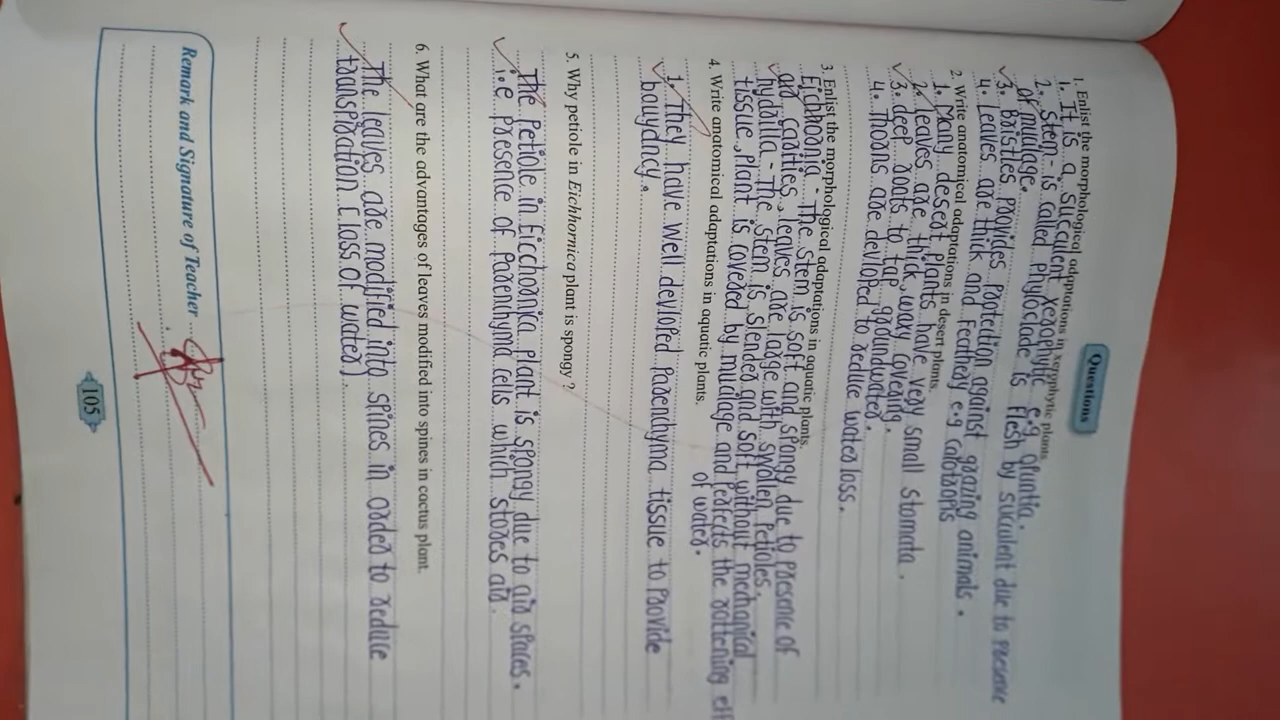 Questions
1. Enlist the morphological adaptations in xerophytic plants
1. It is a succulent xerophytic e.g opuntia.
2. Stem - is called Phylloclade is flesh by succulent due to presence
of mulage.
3. Bristles provides protection against grazing animals.
4. Leaves are thick and feathery e.g calotropis
2. Write anatomical adaptations in desert plants.
1. Many desert plants have very small stomata.
2. leaves are thick, waxy covering.
3. deep roots to tap groundwater.
4. Thorns are devloped to reduce water loss.
3. Enlist the morphological adaptations in aquatic plants.
Eichhornia - The stem is soft and spongy due to presence of
air cavities, leaves are large with swolen Petioles.
hydrilla - The stem is slender and soft without mechanical
tissue, plant is covered by mucilage and the rottening eff
of water.
4. Write anatomical adaptations in aquatic plants.
1. They have well devloped parenhyma tissue to provide
bouydncy.
5. Why petiole in Eichhornica plant is spongy ?
The Petiole in Eicchornica plant is spongy due to air spaces.
i.e presence of parenhyma cells which stores air.
6. What are the advantages of leaves modified into spines in coctus plant.
The leaves are modified into spines in order to reduce
transpiration (loss of water).
Remark and Signature of Teacher
105